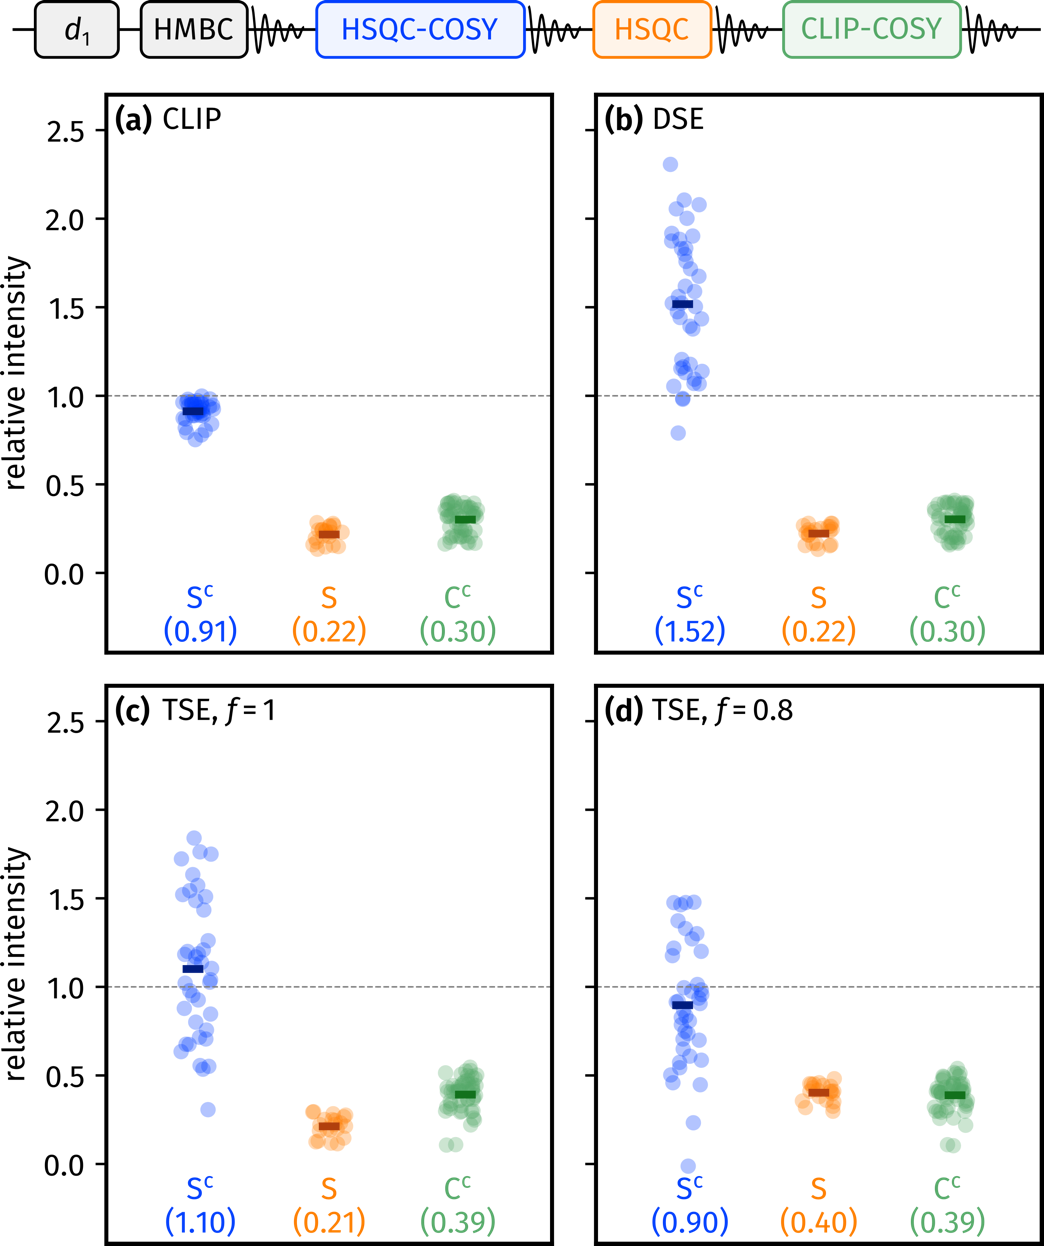 d1 HMBC HSQC-COSY HSQC CLIP-COSY
(a) CLIP
relative intensity
2.5
2.0
1.5
1.0
0.5
0.0
Sc S Cc
(0.91) (0.22) (0.30)
(b) DSE
Sc S Cc
(1.52) (0.22) (0.30)
(c) TSE, f = 1
relative intensity
2.5
2.0
1.5
1.0
0.5
0.0
Sc S Cc
(1.10) (0.21) (0.39)
(d) TSE, f = 0.8
Sc S Cc
(0.90) (0.40) (0.39)